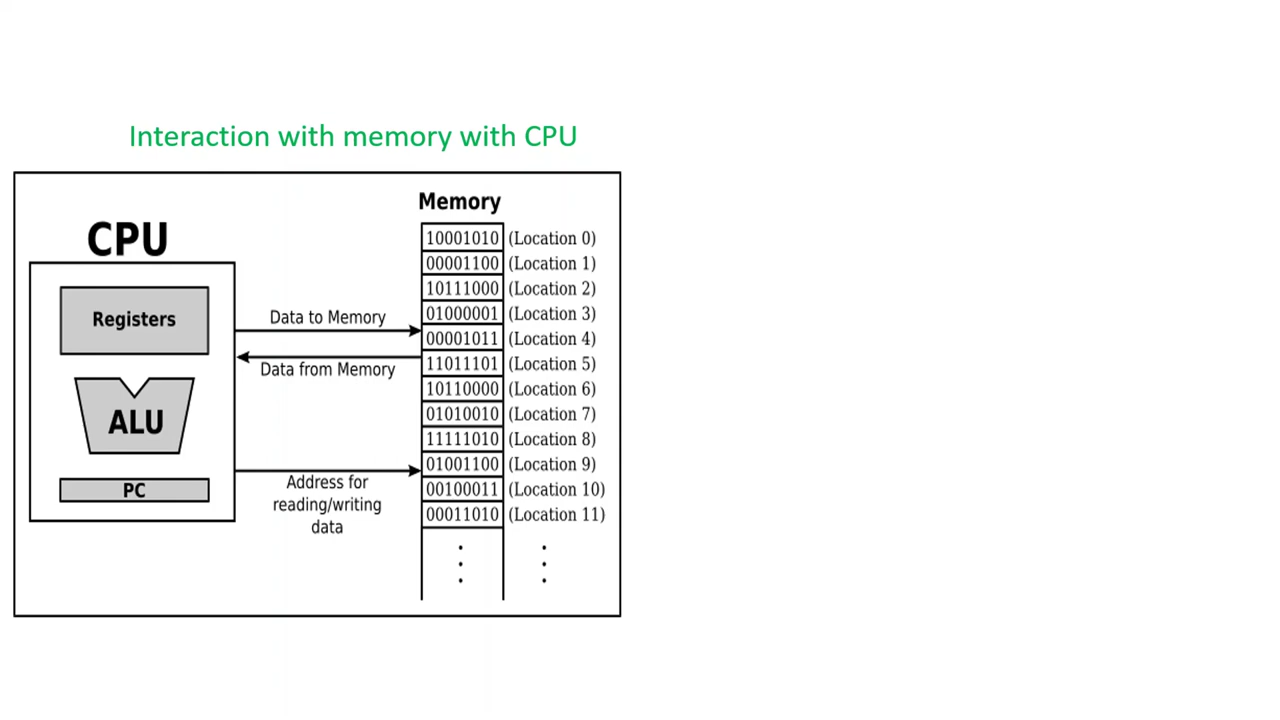 Interaction with memory with CPU
Memory
CPU
Registers
ALU
PC
Data to Memory
Data from Memory
Address for
reading/writing
data
10001010 (Location 0)
00001100 (Location 1)
10111000 (Location 2)
01000001 (Location 3)
00001011 (Location 4)
11011101 (Location 5)
10110000 (Location 6)
01010010 (Location 7)
11111010 (Location 8)
01001100 (Location 9)
00100011 (Location 10)
00011010 (Location 11)